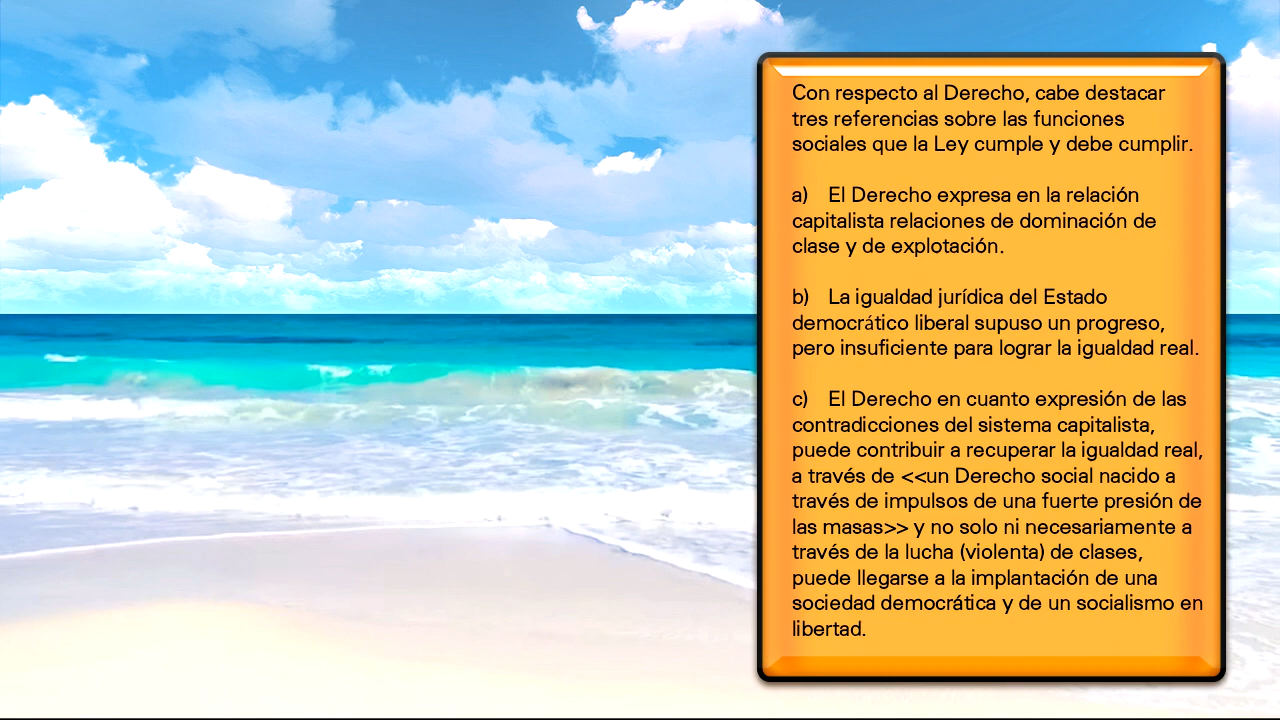 Con respecto al Derecho, cabe destacar
tres referencias sobre las funciones
sociales que la Ley cumple y debe cumplir.
a) El Derecho expresa en la relación
capitalista relaciones de dominación de
clase y de explotación.
b) La igualdad jurídica del Estado
democrático liberal supuso un progreso,
pero insuficiente para lograr la igualdad real.
c) El Derecho en cuanto expresión de las
contradicciones del sistema capitalista,
puede contribuir a recuperar la igualdad real,
a través de <<un Derecho social nacido a
través de impulsos de una fuerte presión de
las masas>> y no solo ni necesariamente a
través de la lucha (violenta) de clases,
puede llegarse a la implantación de una
sociedad democrática y de un socialismo en
libertad.